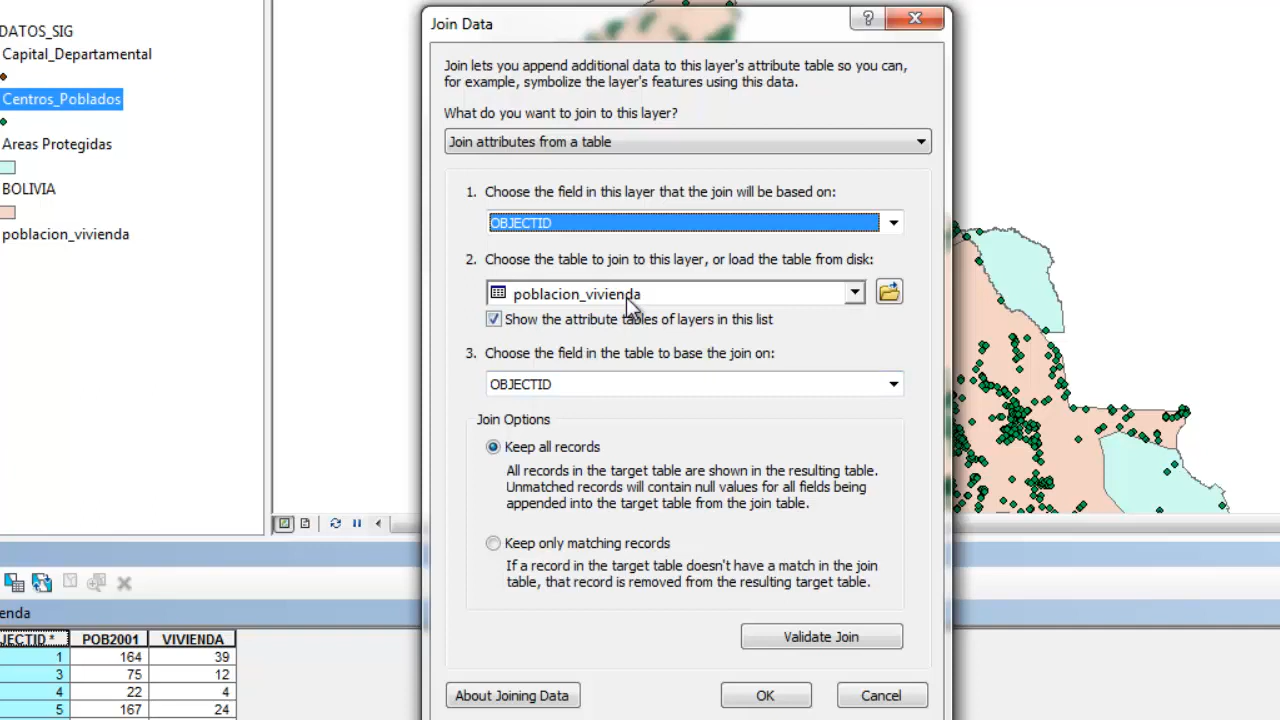 DATOS_SIG
Capital_Departamental
Centros_Poblados
Areas Protegidas
BOLIVIA
poblacion_vivienda
Join Data
Join lets you append additional data to this layer's attribute table so you can,
for example, symbolize the layer's features using this data.
What do you want to join to this layer?
Join attributes from a table
1. Choose the field in this layer that the join will be based on:
OBJECTID
2. Choose the table to join to this layer, or load the table from disk:
poblacion_vivienda
Show the attribute tables of layers in this list
3. Choose the field in the table to base the join on:
OBJECTID
Join Options
Keep all records
All records in the target table are shown in the resulting table.
Unmatched records will contain null values for all fields being
appended into the target table from the join table.
Keep only matching records
If a record in the target table doesn't have a match in the join
table, that record is removed from the resulting target table.
Validate Join
About Joining Data OK Cancel
enda
JECTID * POB2001 VIVIENDA
1 164 39
3 75 12
4 22 4
5 167 24